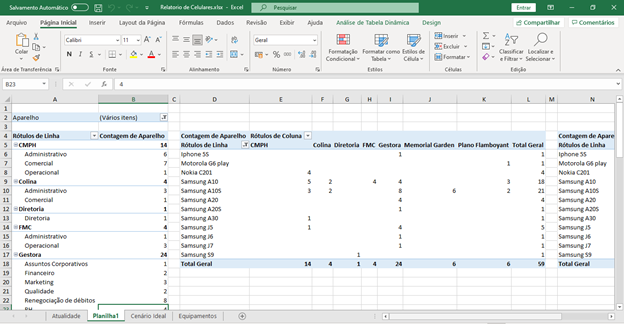 Salvamento Automático
Relatorio de Celulares.xlsx - Excel
Pesquisar
Entrar
Arquivo Página Inicial Inserir Layout da Página Fórmulas Dados Revisão Exibir Ajuda Análise de Tabela Dinâmica Design
Compartilhar Comentários
Colar
Calibri 11
N I S
Geral
Formatação Condicional
Formatar como Tabela
Estilos de Célula
Inserir
Excluir
Formatar
Classificar e Filtrar
Localizar e Selecionar
Área de Transferência Fonte Alinhamento Número Estilos Células Edição
B23 fx 4
A B C D E F G H I J K L M N
1
2 Aparelho (Vários itens)
3
4 Rótulos de Linha Contagem de Aparelho Contagem de Aparelho Rótulos de Coluna Contagem de Apare
5 CMPH 14 Rótulos de Linha CMPH Colina Diretoria FMC Gestora Memorial Garden Plano Flamboyant Total Geral Rótulos de Linha
6 Administrativo 6 Iphone 5S 1 1 Iphone 5S
7 Comercial 7 Motorola G6 play 1 1 Motorola G6 play
8 Operacional 1 Nokia C201 4 4 Nokia C201
9 Colina 4 Samsung A10 5 2 4 4 3 18 Samsung A10
10 Administrativo 3 Samsung A10S 3 2 8 6 2 21 Samsung A10S
11 Comercial 1 Samsung A20 4 4 Samsung A20
12 Diretoria 1 Samsung A20S 1 1 Samsung A20S
13 Diretoria 1 Samsung A30 1 1 Samsung A30
14 FMC 4 Samsung J5 1 4 5 Samsung J5
15 Administrativo 1 Samsung J6 1 1 Samsung J6
16 Operacional 3 Samsung J7 1 1 Samsung J7
17 Gestora 24 Samsung S9 1 1 Samsung S9
18 Assuntos Corporativos 1 Total Geral 14 4 1 4 24 6 6 59 Total Geral
19 Financeiro 2
20 Marketing 3
21 Qualidade 2
22 Renegociação de débitos 8
Atualidade Planilha1 Cenário Ideal Equipamentos